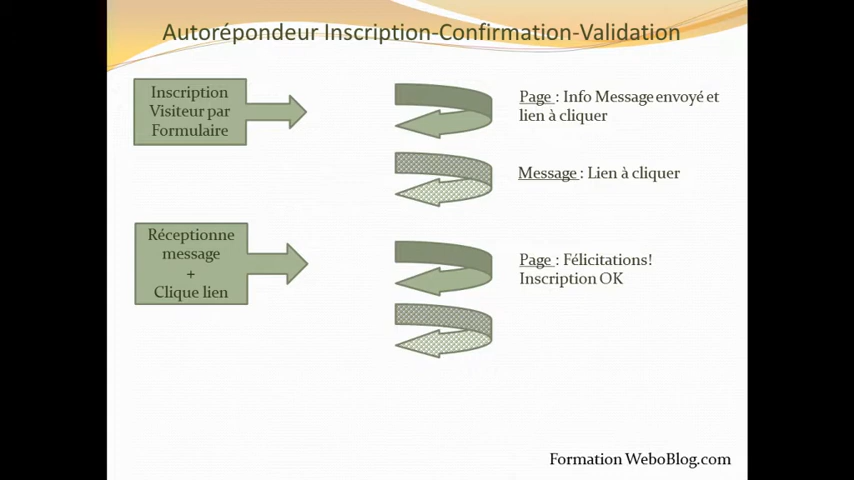 Autorépondeur Inscription-Confirmation-Validation
Inscription
Visiteur par
Formulaire
Page : Info Message envoyé et
lien à cliquer
Message : Lien à cliquer
Réceptionne
message
+
Clique lien
Page : Félicitations!
Inscription OK
Formation WeboBlog.com